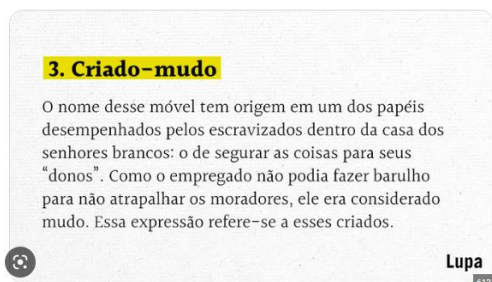 3. Criado-mudo
O nome desse móvel tem origem em um dos papéis
desempenhados pelos escravizados dentro da casa dos
senhores brancos: o de segurar as coisas para seus
“donos”. Como o empregado não podia fazer barulho
para não atrapalhar os moradores, ele era considerado
mudo. Essa expressão refere-se a esses criados.
Lupa